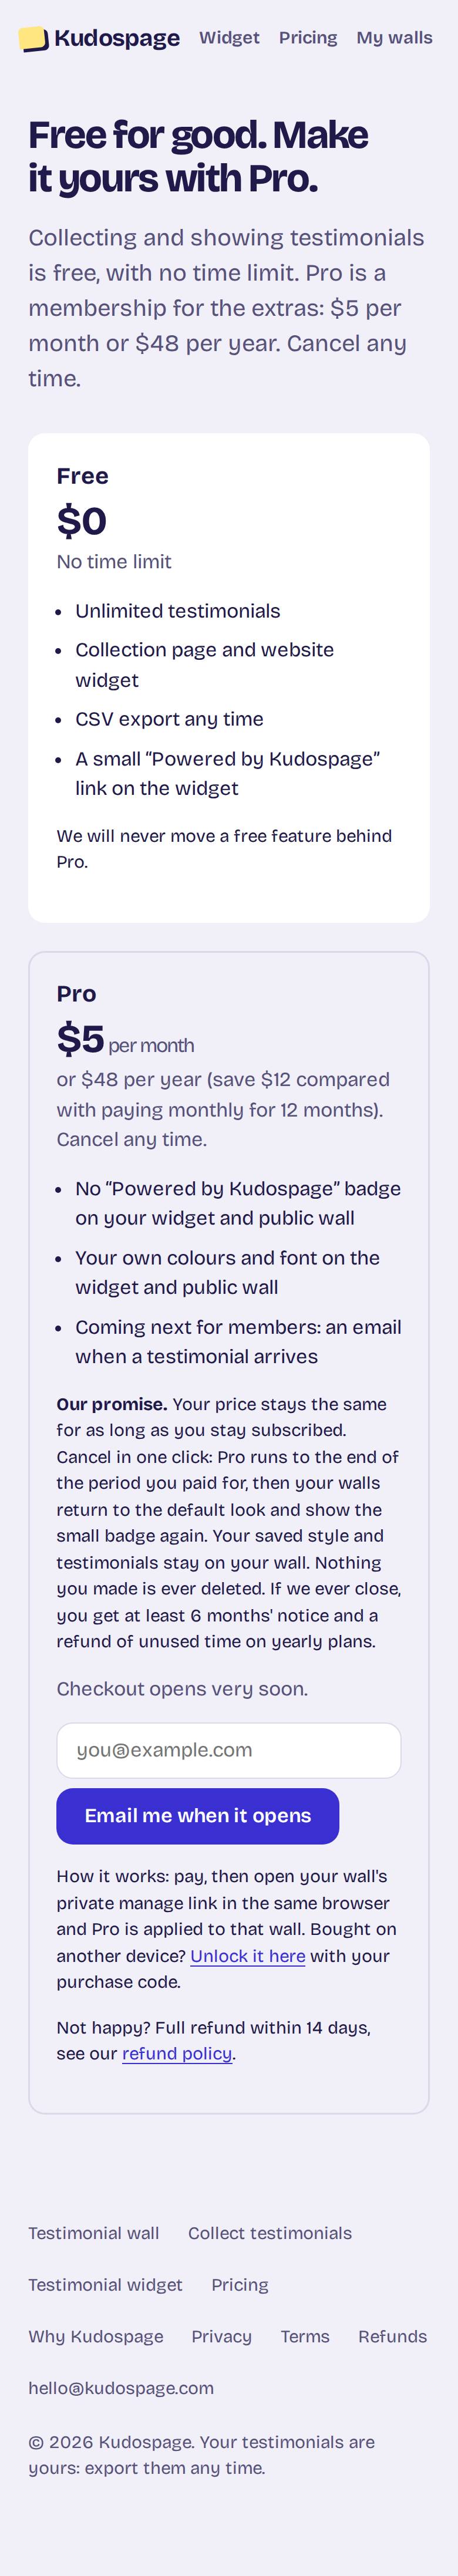 Kudospage Widget Pricing My walls
Free for good. Make
it yours with Pro.
Collecting and showing testimonials
is free, with no time limit. Pro is a
membership for the extras: $5 per
month or $48 per year. Cancel any
time.
Free
$0
No time limit
• Unlimited testimonials
• Collection page and website
widget
• CSV export any time
• A small “Powered by Kudospage”
link on the widget
We will never move a free feature behind
Pro.
Pro
$5 per month
or $48 per year (save $12 compared
with paying monthly for 12 months).
Cancel any time.
• No “Powered by Kudospage” badge
on your widget and public wall
• Your own colours and font on the
widget and public wall
• Coming next for members: an email
when a testimonial arrives
Our promise. Your price stays the same
for as long as you stay subscribed.
Cancel in one click: Pro runs to the end of
the period you paid for, then your walls
return to the default look and show the
small badge again. Your saved style and
testimonials stay on your wall. Nothing
you made is ever deleted. If we ever close,
you get at least 6 months' notice and a
refund of unused time on yearly plans.
Checkout opens very soon.
you@example.com
Email me when it opens
How it works: pay, then open your wall's
private manage link in the same browser
and Pro is applied to that wall. Bought on
another device? Unlock it here with your
purchase code.
Not happy? Full refund within 14 days,
see our refund policy.
Testimonial wall Collect testimonials
Testimonial widget Pricing
Why Kudospage Privacy Terms Refunds
hello@kudospage.com
© 2026 Kudospage. Your testimonials are
yours: export them any time.